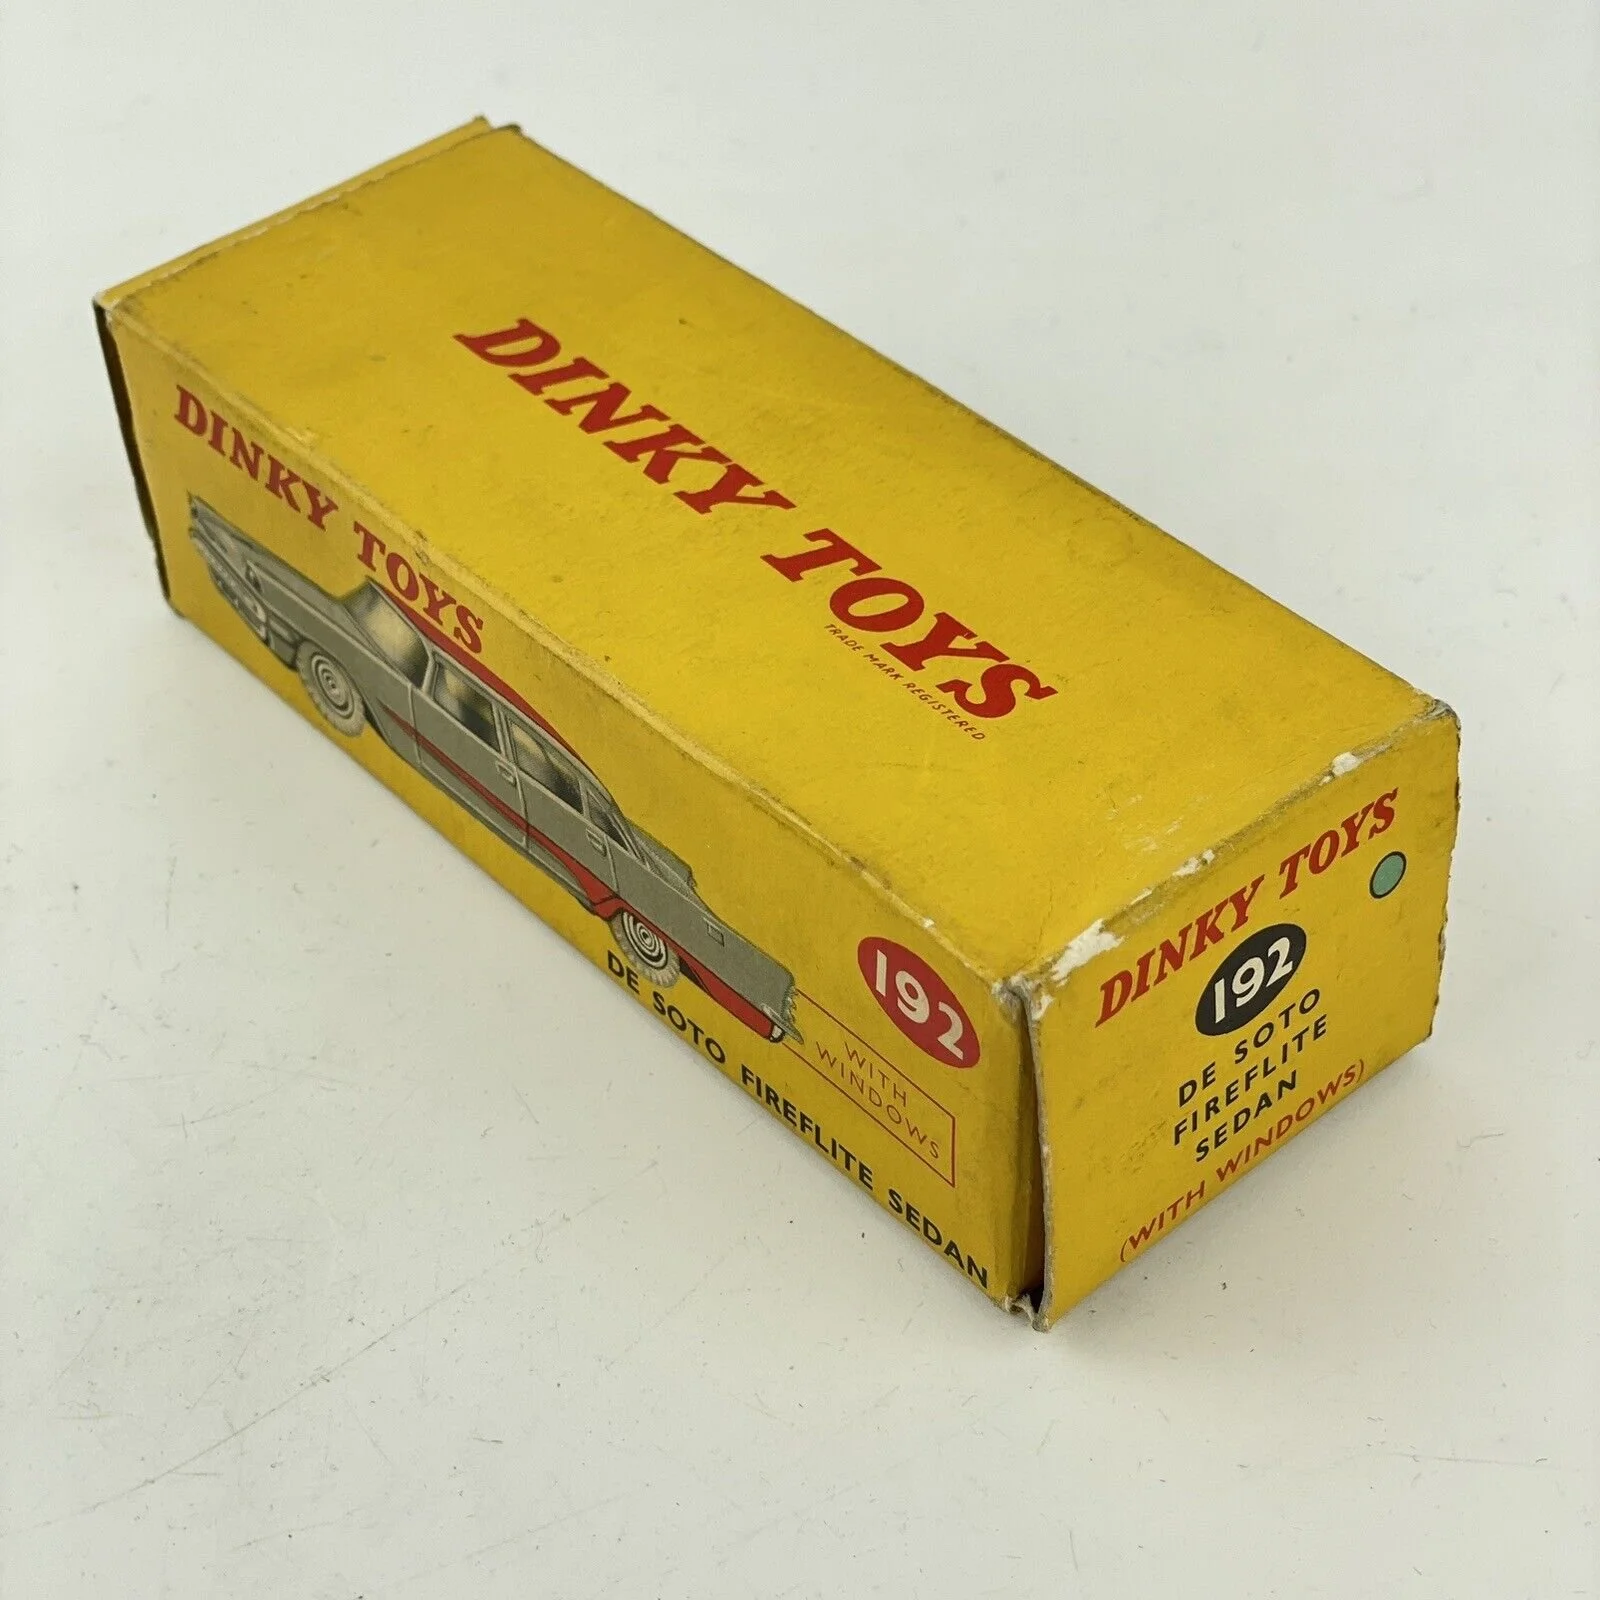 DINKY TOYS
TRADE MARK REGISTERED
DINKY TOYS
192
WITH
WINDOWS
DE SOTO FIREFLITE SEDAN
DINKY TOYS
192
DE SOTO
FIREFLITE
SEDAN
(WITH WINDOWS)